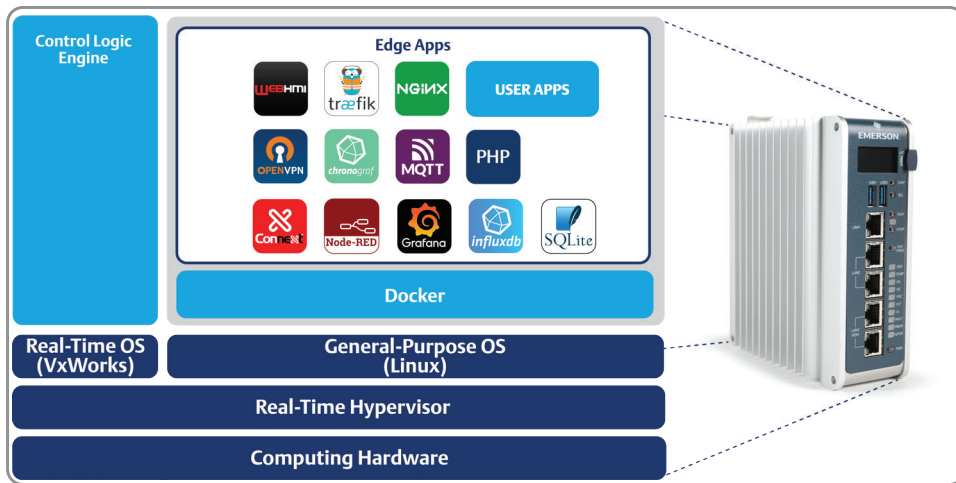 Control Logic
Engine
Edge Apps
WEBHMI
træfik
NGINX
USER APPS
OPENVPN
chronograf
MQTT
PHP
Connext
Node-RED
Grafana
influxdb
SQLite
Docker
Real-Time OS
(VxWorks)
General-Purpose OS
(Linux)
Real-Time Hypervisor
Computing Hardware
EMERSON